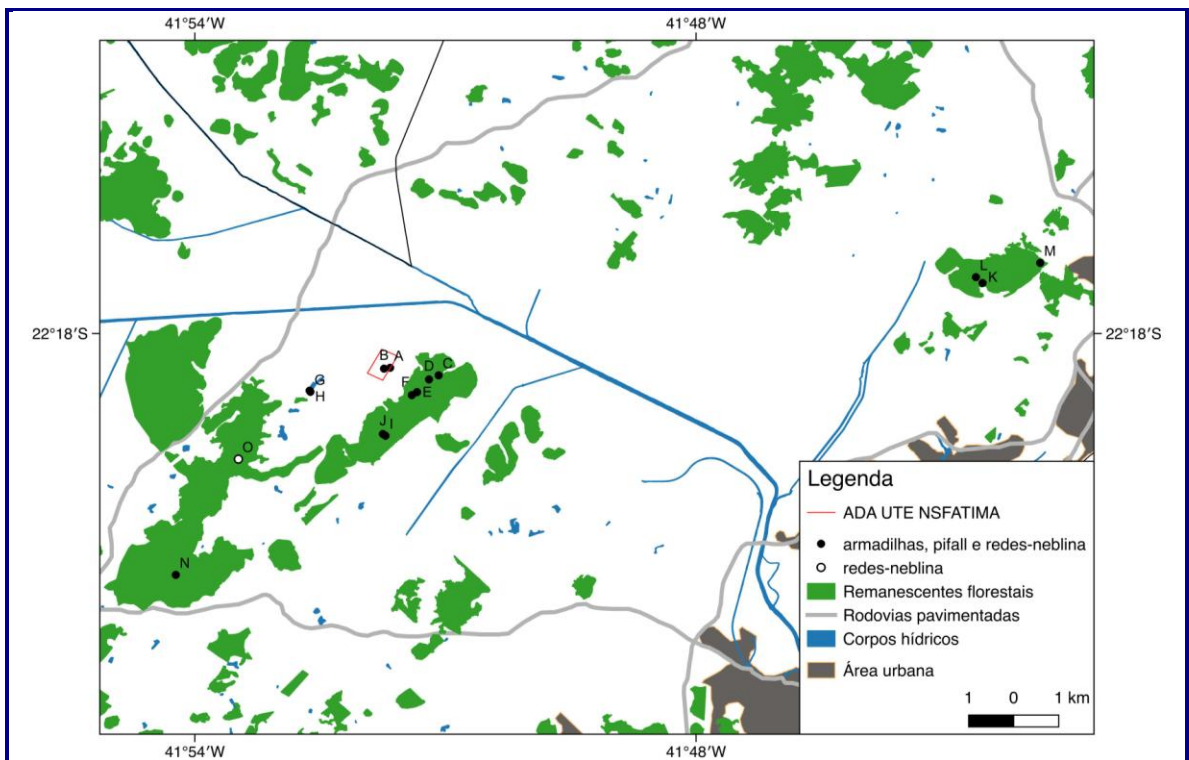 41°54′W 41°48′W
M
L
K
22°18′S 22°18′S
B A
D C
G
F E
H
J I
O
N
Legenda
ADA UTE NSFATIMA
armadilhas, pifall e redes-neblina
redes-neblina
Remanescentes florestais
Rodovias pavimentadas
Corpos hídricos
Área urbana
1 0 1 km
41°54′W 41°48′W